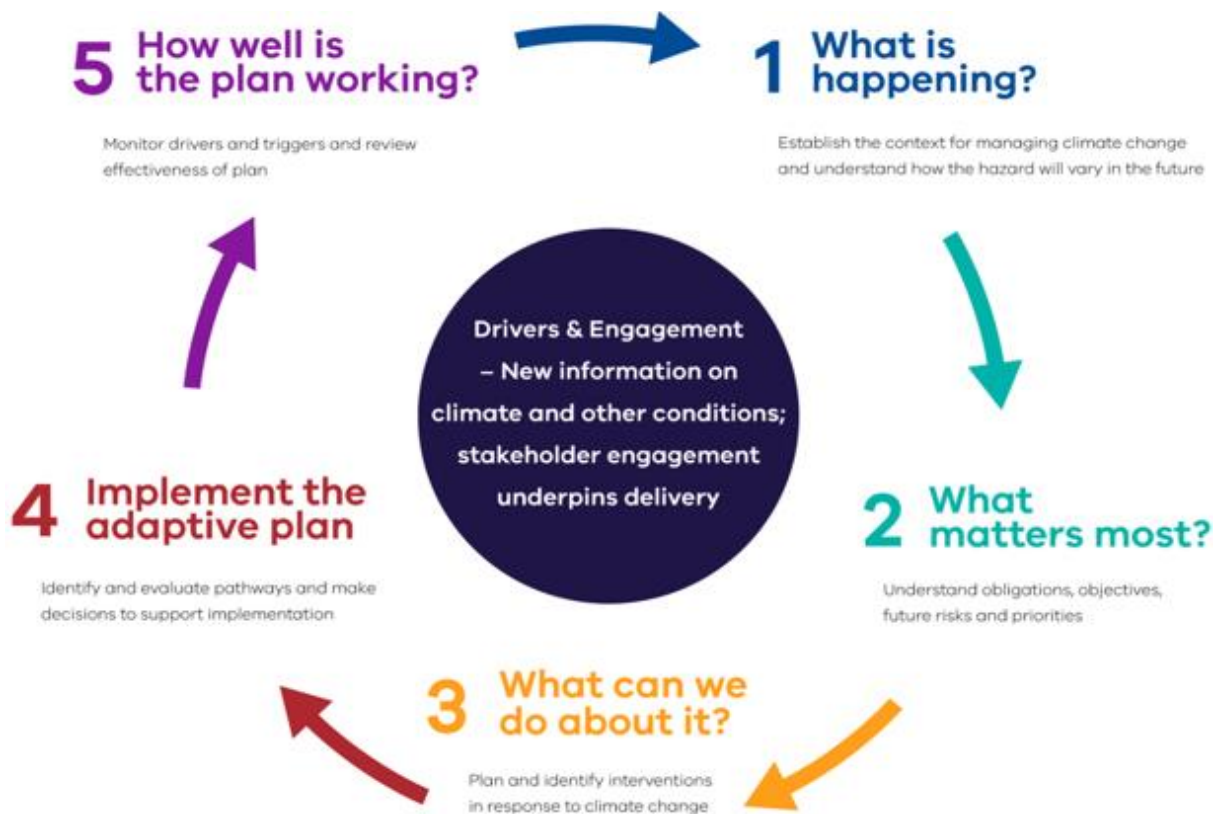 5 How well is
the plan working?
Monitor drivers and triggers and review
effectiveness of plan
1 What is
happening?
Establish the context for managing climate change
and understand how the hazard will vary in the future
Drivers & Engagement
– New information on
climate and other conditions;
stakeholder engagement
underpins delivery
4 Implement the
adaptive plan
Identify and evaluate pathways and make
decisions to support implementation
2 What
matters most?
Understand obligations, objectives,
future risks and priorities
3 What can we
do about it?
Plan and identify interventions
in response to climate change